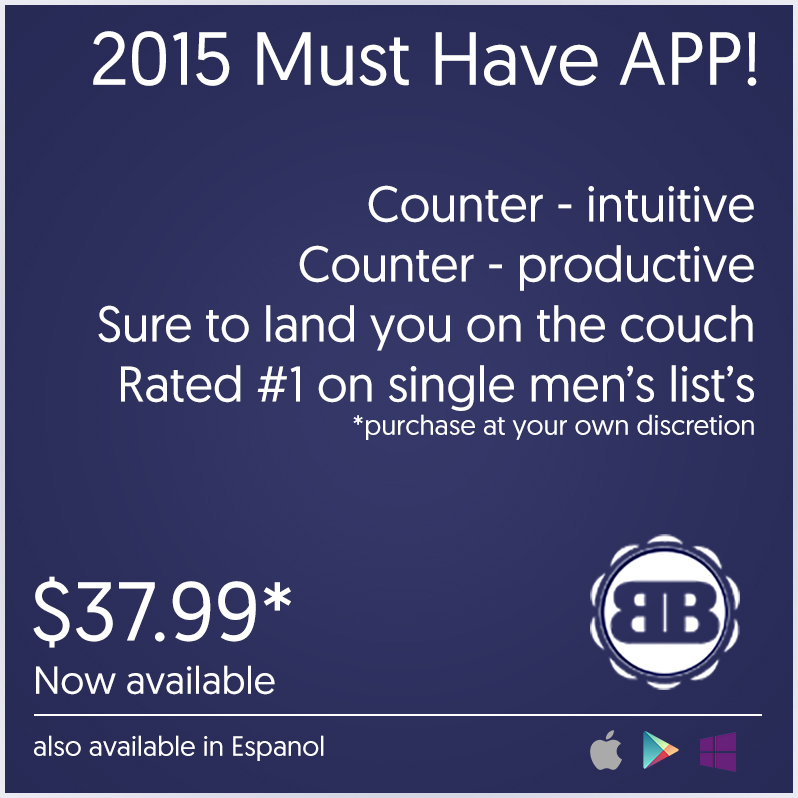 2015 Must Have APP!
Counter - intuitive
Counter - productive
Sure to land you on the couch
Rated #1 on single men’s list’s
*purchase at your own discretion
$37.99*
Now available
BB
also available in Espanol